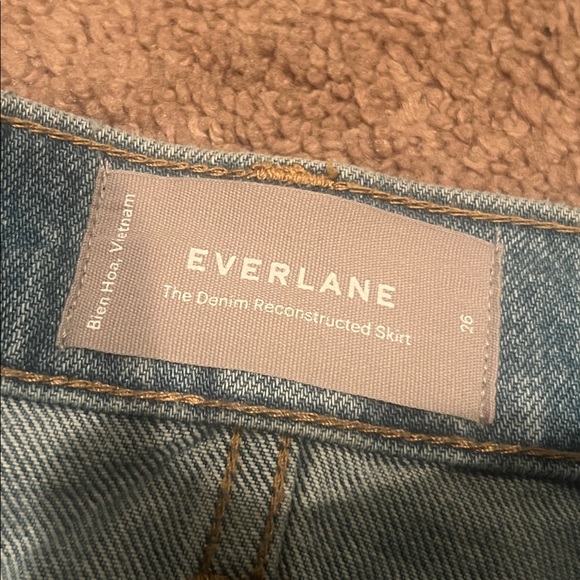 Bien Hoa, Vietnam
EVERLANE
The Denim Reconstructed Skirt
26